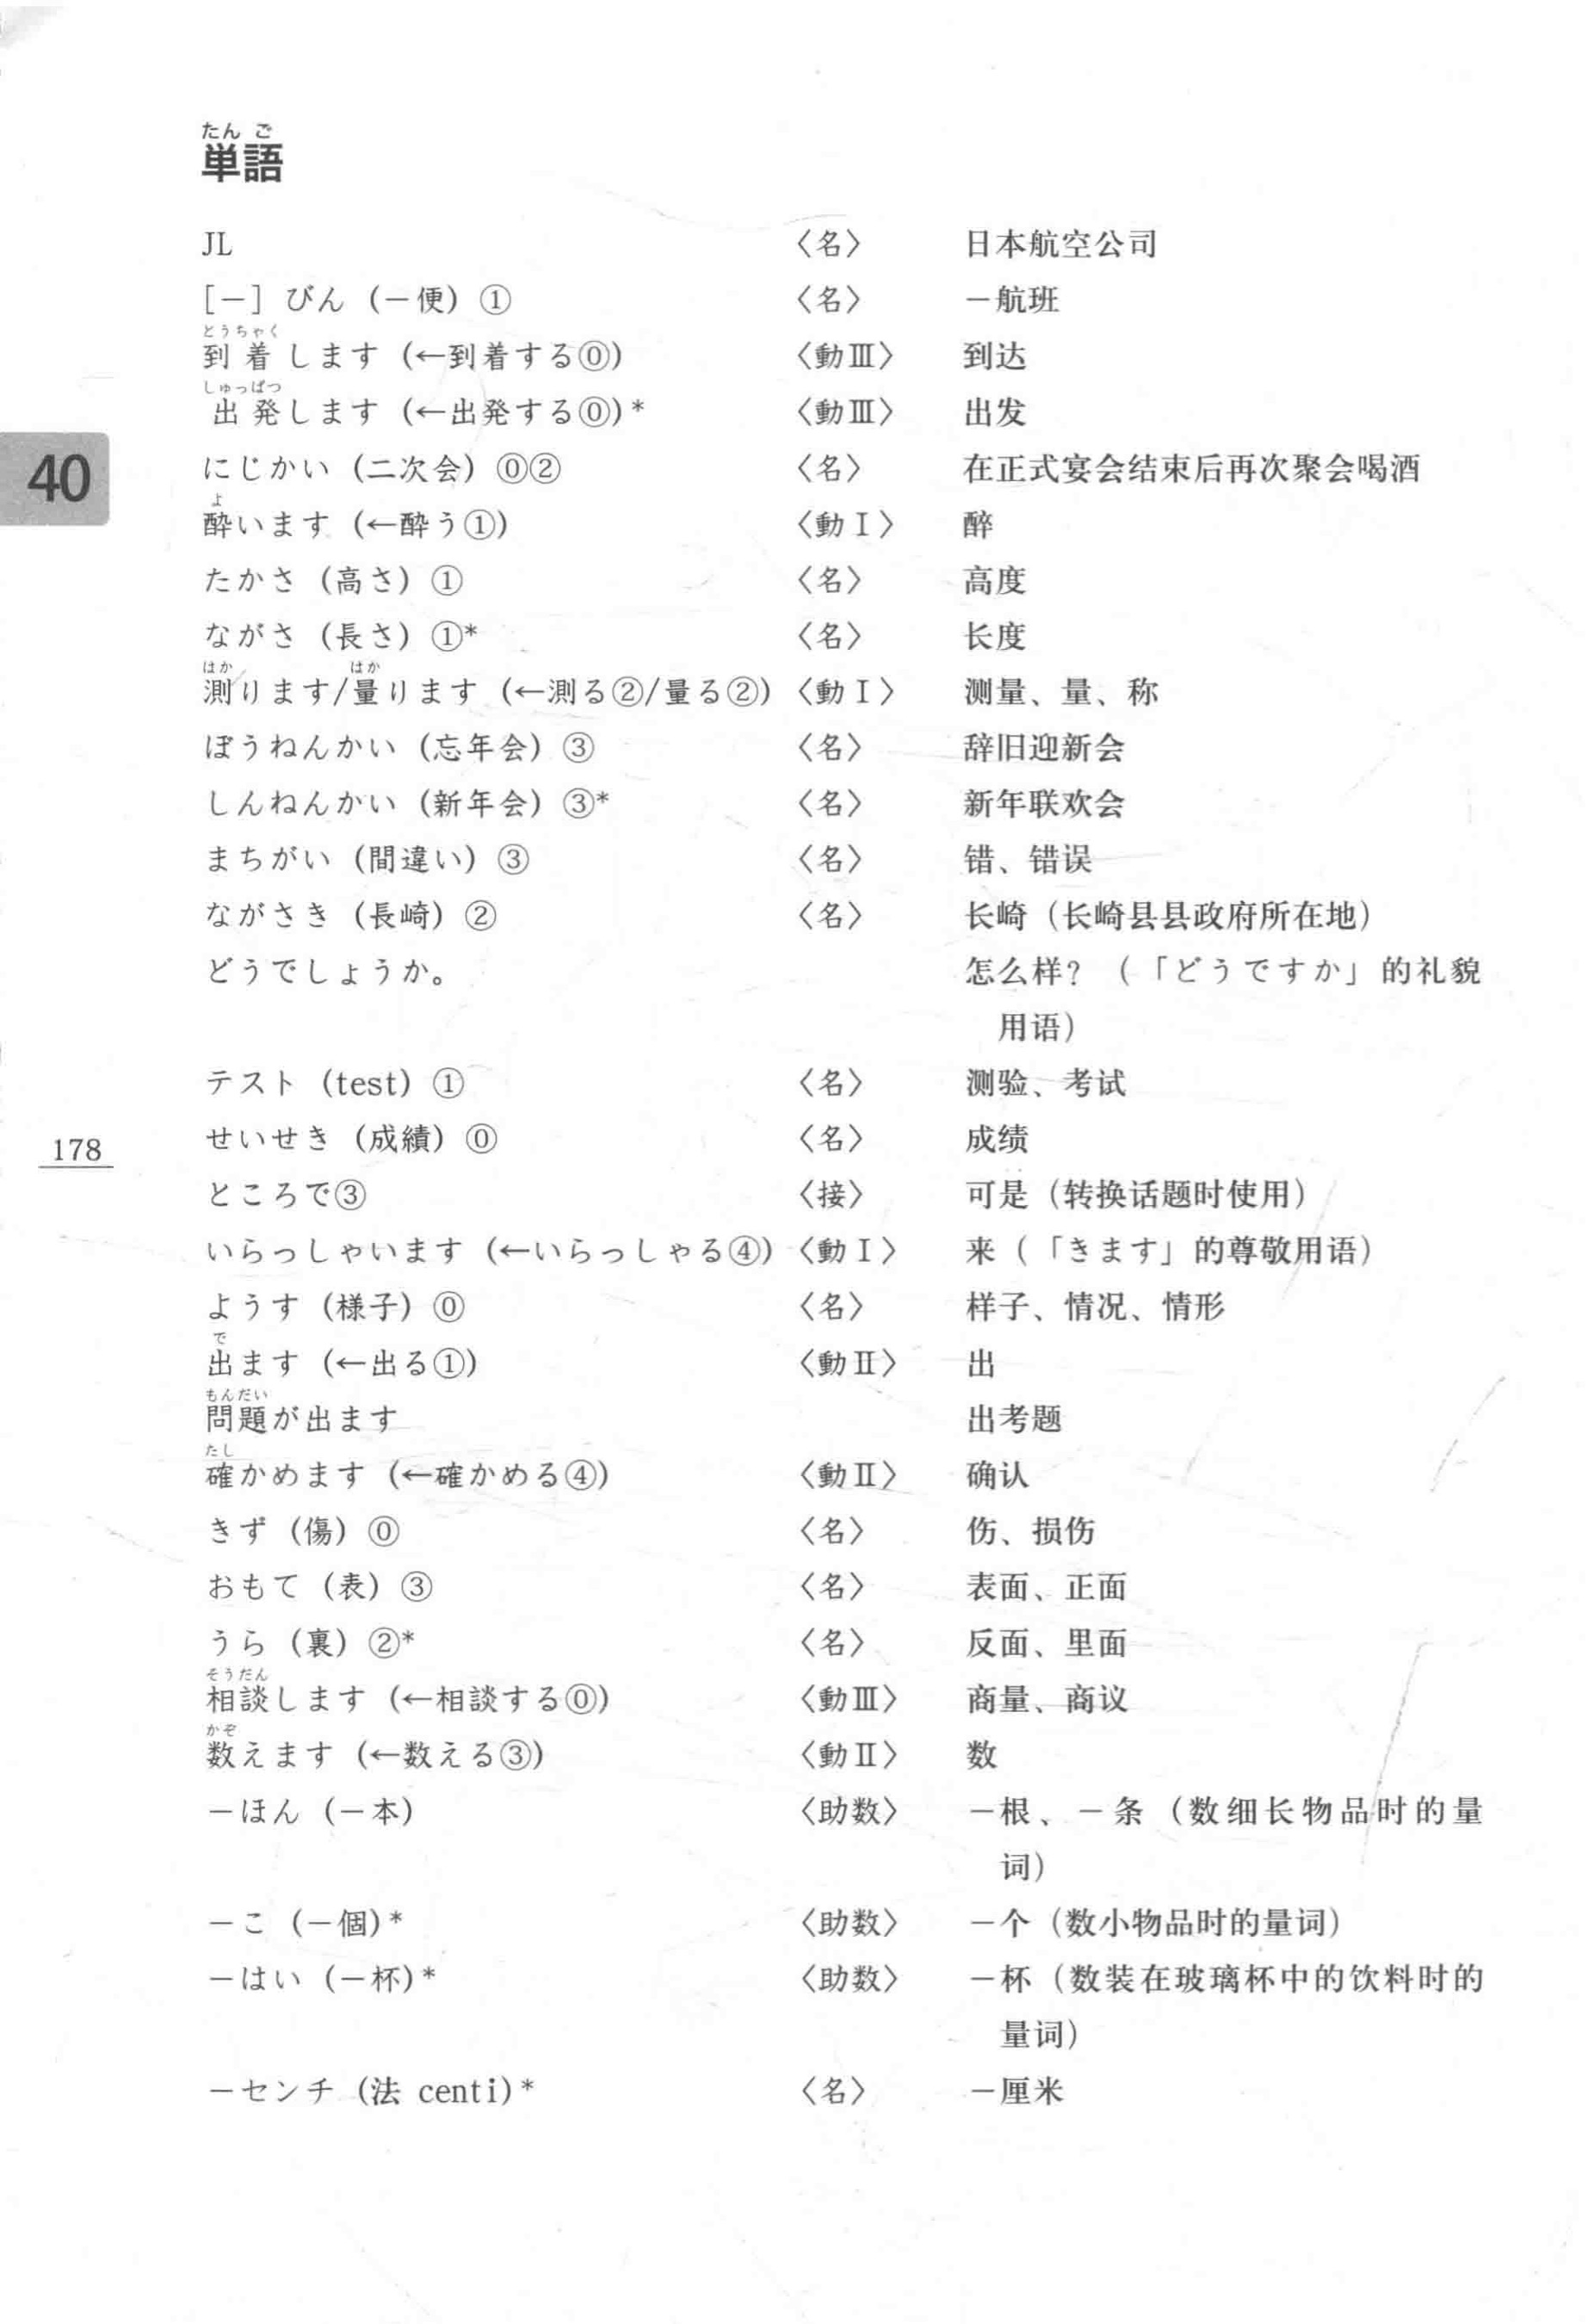 たん ご
単語
JL 〈名〉 日本航空公司
[－] びん (－便) ① 〈名〉 －航班
とうちゃく
到着します (←到着する⓪) 〈動Ⅲ〉 到达
しゅっぱつ
出発します (←出発する⓪)* 〈動Ⅲ〉 出发
40
にじかい (二次会) ⓪② 〈名〉 在正式宴会结束后再次聚会喝酒
よ
酔います (←酔う①) 〈動Ⅰ〉 醉
たかさ (高さ) ① 〈名〉 高度
ながさ (長さ) ①* 〈名〉 长度
はか はか
測ります/量ります (←測る②/量る②) 〈動Ⅰ〉 测量、量、称
ぼうねんかい (忘年会) ③ 〈名〉 辞旧迎新会
しんねんかい (新年会) ③* 〈名〉 新年联欢会
まちがい (間違い) ③ 〈名〉 错、错误
ながさき (長崎) ② 〈名〉 长崎（长崎县县政府所在地）
どうでしょうか。 怎么样？（「どうですか」的礼貌
用语）
テスト (test) ① 〈名〉 测验、考试
178
せいせき (成績) ⓪ 〈名〉 成绩
ところで③ 〈接〉 可是（转换话题时使用）
いらっしゃいます (←いらっしゃる④) 〈動Ⅰ〉 来（「きます」的尊敬用语）
ようす (様子) ⓪ 〈名〉 样子、情况、情形
で
出ます (←出る①) 〈動Ⅱ〉 出
もんだい
問題が出ます 出考题
たし
確かめます (←確かめる④) 〈動Ⅱ〉 确认
きず (傷) ⓪ 〈名〉 伤、损伤
おもて (表) ③ 〈名〉 表面、正面
うら (裏) ②* 〈名〉 反面、里面
そうだん
相談します (←相談する⓪) 〈動Ⅲ〉 商量、商议
かぞ
数えます (←数える③) 〈動Ⅱ〉 数
－ほん (－本) 〈助数〉 －根、－条（数细长物品时的量
词）
－こ (－個)* 〈助数〉 －个（数小物品时的量词）
－はい (－杯)* 〈助数〉 －杯（数装在玻璃杯中的饮料时的
量词）
－センチ (法 centi)* 〈名〉 －厘米